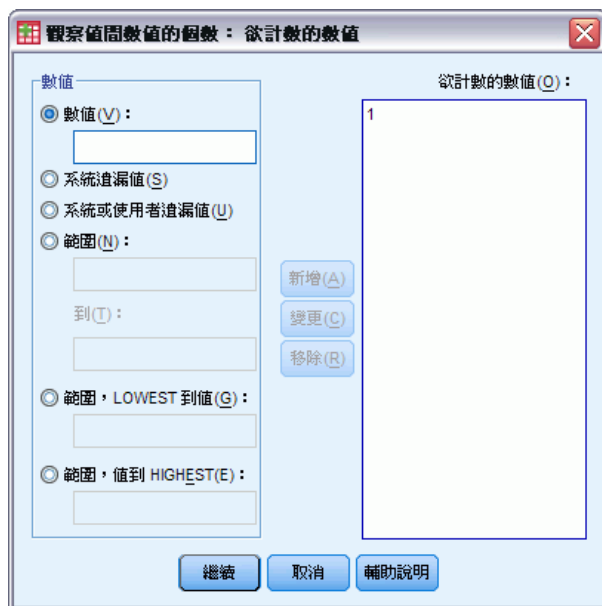 觀察值間數值的個數：欲計數的數值
數值
數值(V)：
系統遺漏值(S)
系統或使用者遺漏值(U)
範圍(N)：
到(T)：
範圍，LOWEST 到值(G)：
範圍，值到 HIGHEST(E)：
新增(A)
變更(C)
移除(R)
欲計數的數值(O)：
1
繼續
取消
輔助說明